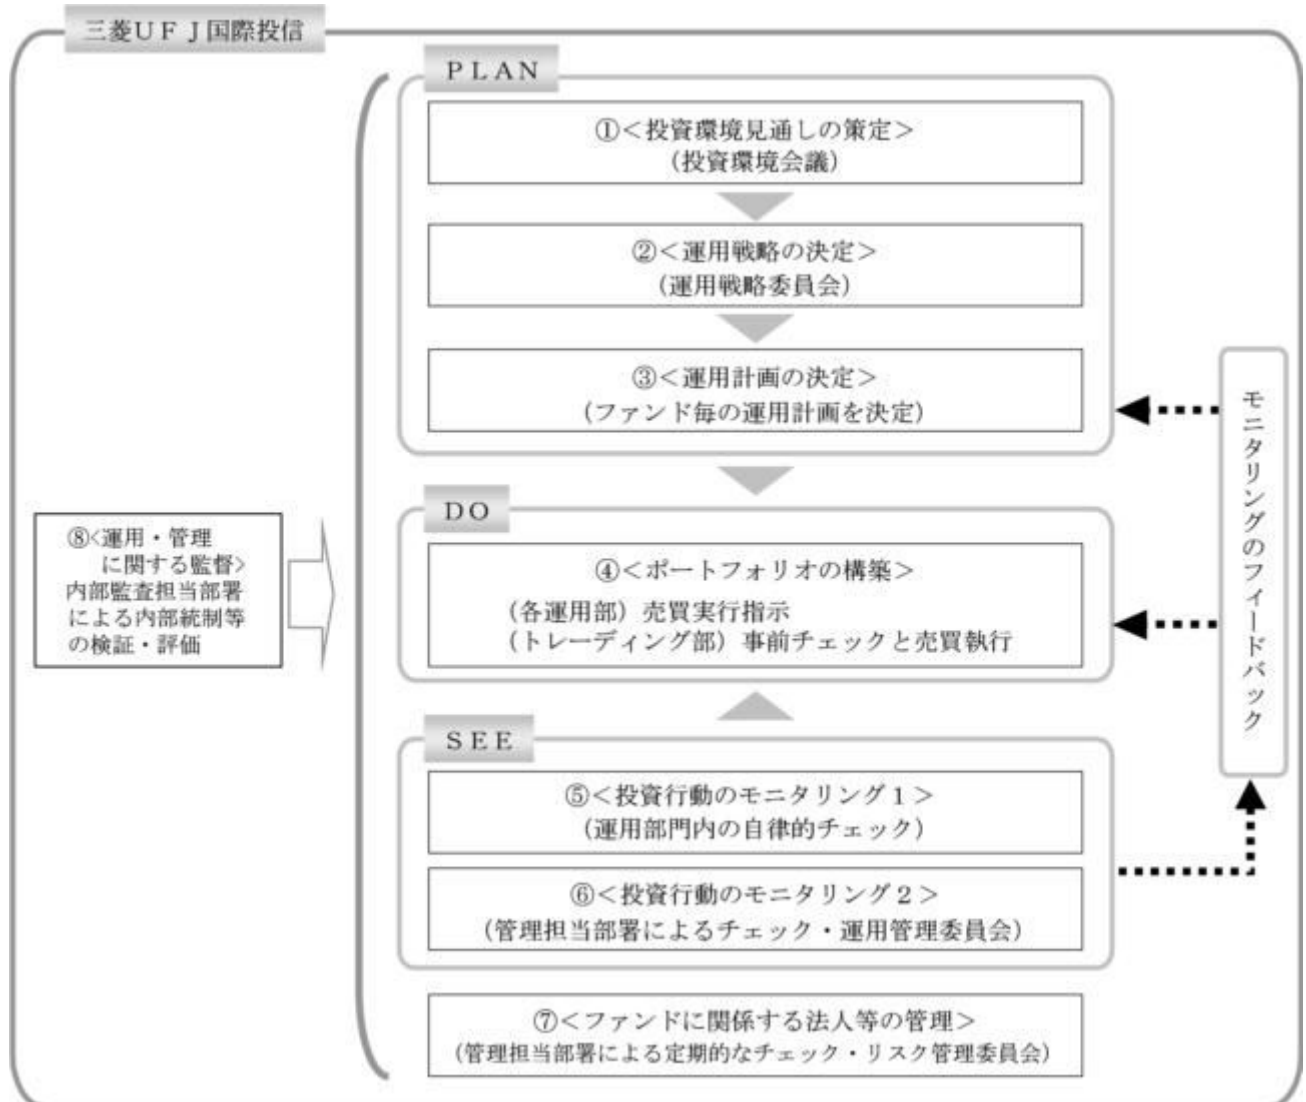 三菱ＵＦＪ国際投信
ＰＬＡＮ
①＜投資環境見通しの策定＞
（投資環境会議）
②＜運用戦略の決定＞
（運用戦略委員会）
③＜運用計画の決定＞
（ファンド毎の運用計画を決定）
ＤＯ
④＜ポートフォリオの構築＞
（各運用部）売買実行指示
（トレーディング部）事前チェックと売買執行
ＳＥＥ
⑤＜投資行動のモニタリング１＞
（運用部門内の自律的チェック）
⑥＜投資行動のモニタリング２＞
（管理担当部署によるチェック・運用管理委員会）
⑦＜ファンドに関係する法人等の管理＞
（管理担当部署による定期的なチェック・リスク管理委員会）
⑧<運用・管理
に関する監督>
内部監査担当部署
による内部統制等
の検証・評価
モニタリングのフィードバック